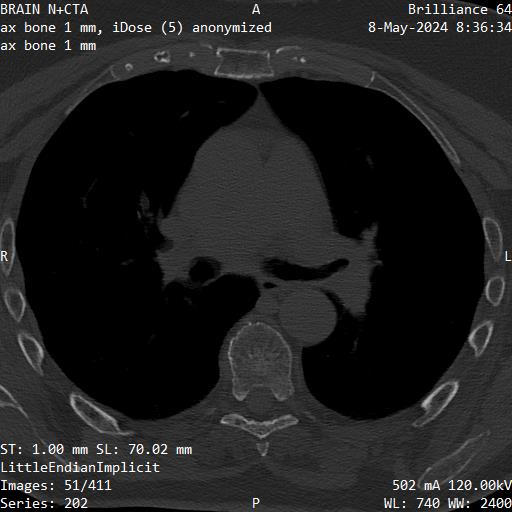 BRAIN N+CTA
A
Brilliance 64
ax bone 1 mm, iDose (5) anonymized
8-May-2024 8:36:34
ax bone 1 mm
R
L
ST: 1.00 mm SL: 70.02 mm
LittleEndianImplicit
Images: 51/411
502 mA 120.00kV
Series: 202
P
WL: 740 WW: 2400